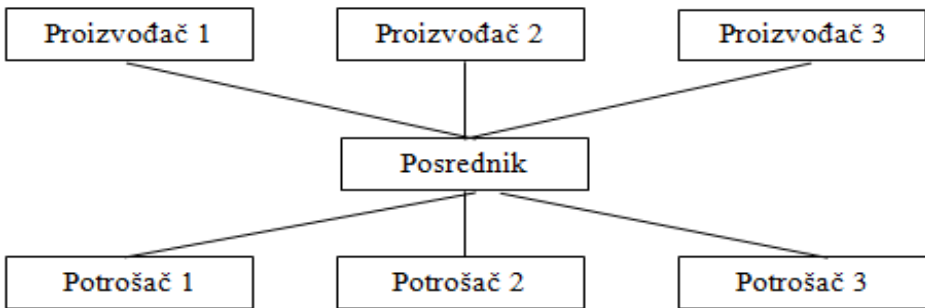 Proizvođač 1
Proizvođač 2
Proizvođač 3
Posrednik
Potrošač 1
Potrošač 2
Potrošač 3